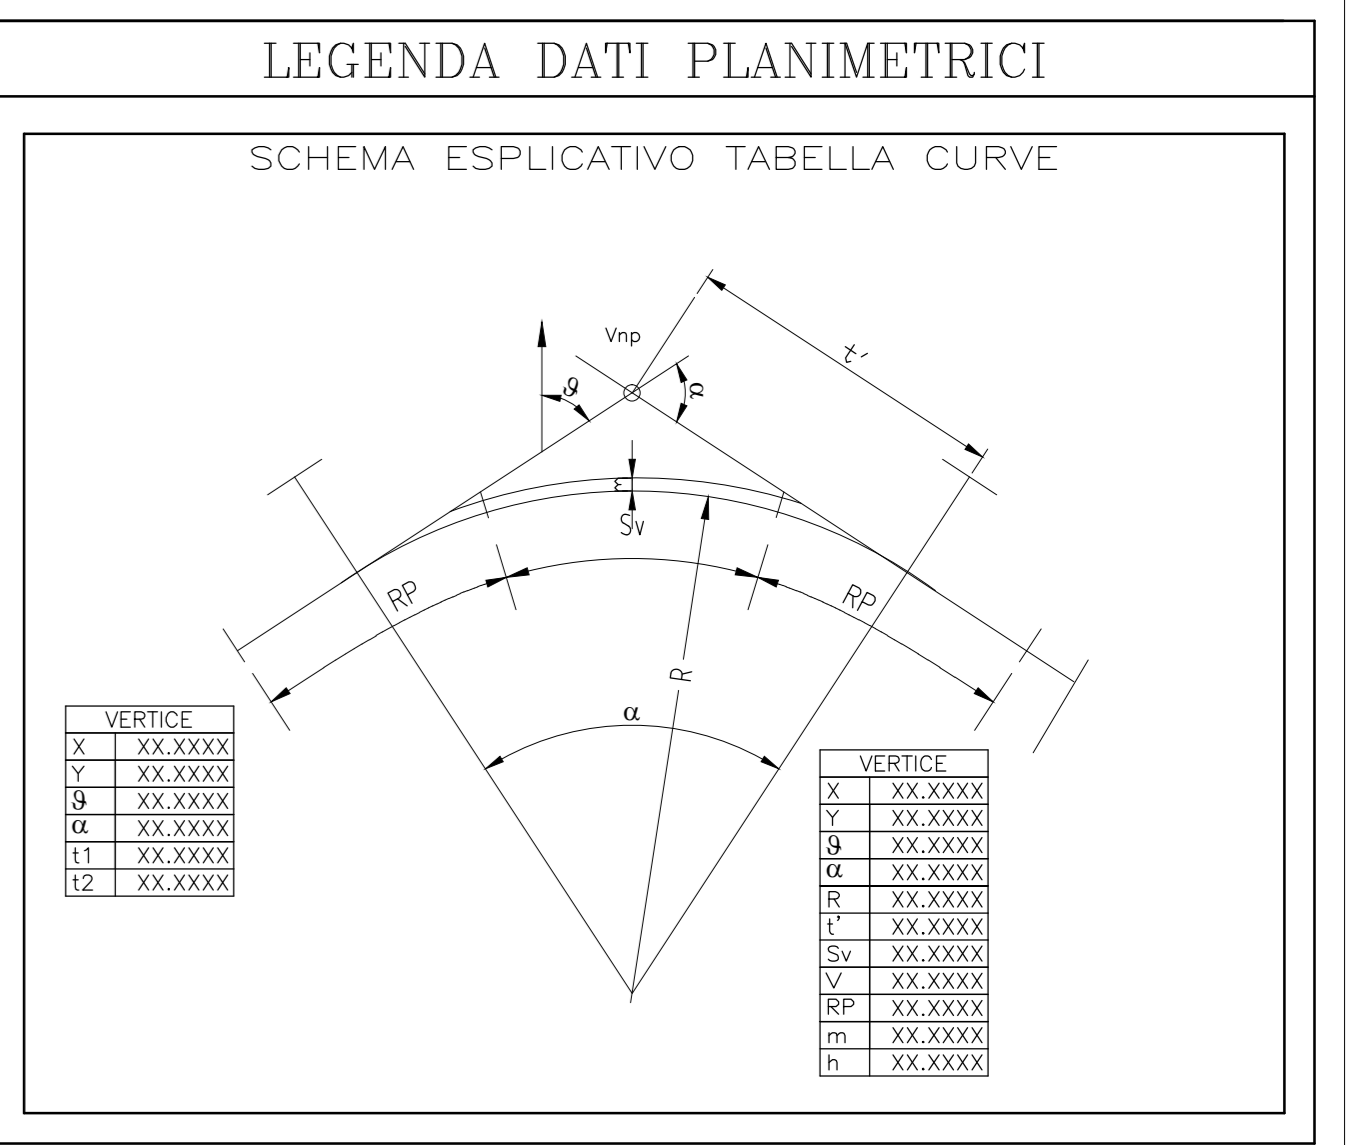 LEGENDA DATI PLANIMETRICI
SCHEMA ESPLICATIVO TABELLA CURVE
Vnp
t'
ϑ
α
m
Sv
RP
RP
R
α
VERTICE
X XX.XXXX
Y XX.XXXX
ϑ XX.XXXX
α XX.XXXX
t1 XX.XXXX
t2 XX.XXXX
VERTICE
X XX.XXXX
Y XX.XXXX
ϑ XX.XXXX
α XX.XXXX
R XX.XXXX
t' XX.XXXX
Sv XX.XXXX
V XX.XXXX
RP XX.XXXX
m XX.XXXX
h XX.XXXX